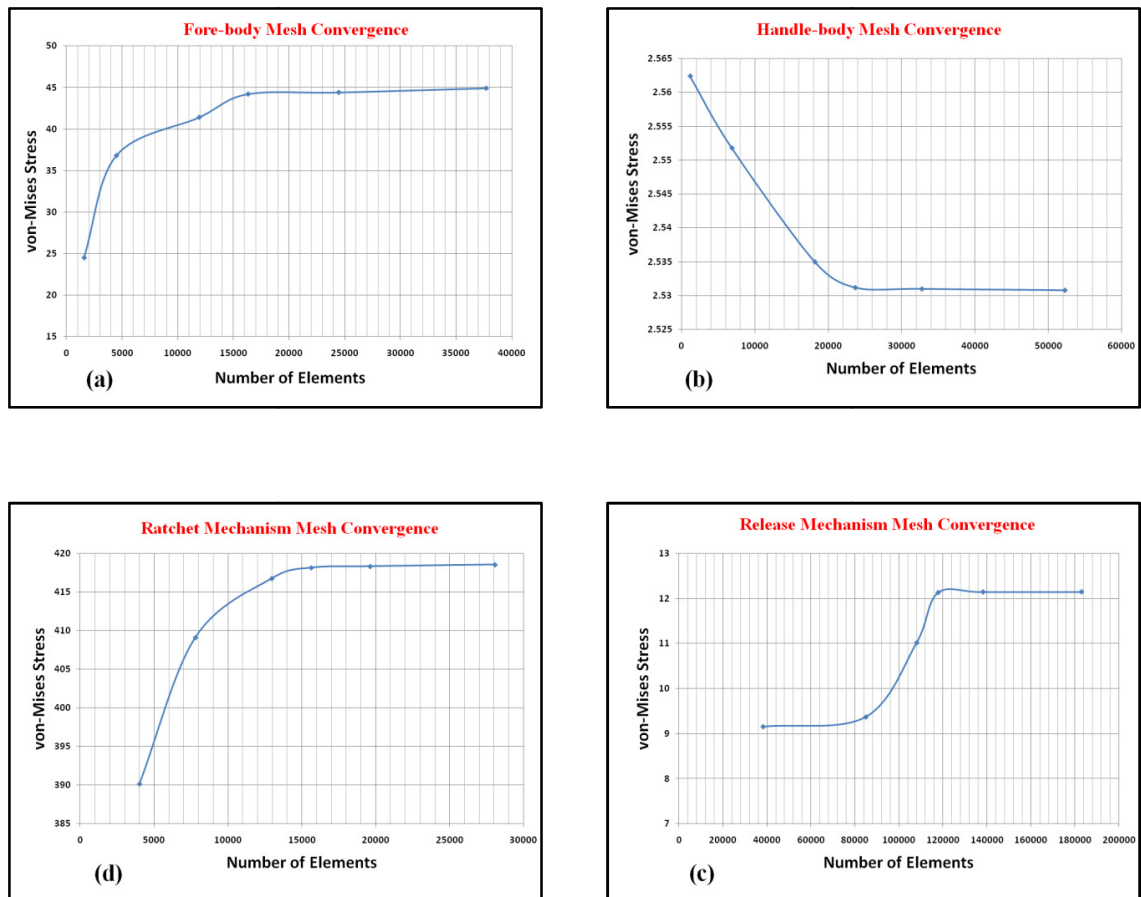 Fore-body Mesh Convergence
50
45
40
35
30
25
20
15
von-Mises Stress
0 5000 10000 15000 20000 25000 30000 35000 40000
Number of Elements
(a)
Handle-body Mesh Convergence
2.565
2.56
2.555
2.55
2.545
2.54
2.535
2.53
2.525
von-Mises Stress
0 10000 20000 30000 40000 50000 60000
Number of Elements
(b)
Ratchet Mechanism Mesh Convergence
420
415
410
405
400
395
390
385
von-Mises Stress
0 5000 10000 15000 20000 25000 30000
Number of Elements
(d)
Release Mechanism Mesh Convergence
13
12
11
10
9
8
7
von-Mises Stress
0 20000 40000 60000 80000 100000 120000 140000 160000 180000 200000
Number of Elements
(c)